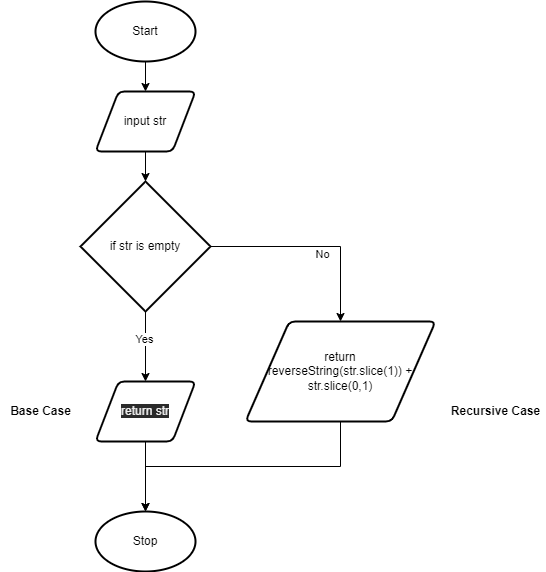 Start
input str
if str is empty
No
Yes
return
reverseString(str.slice(1)) +
str.slice(0,1)
Base Case
return str
Recursive Case
Stop